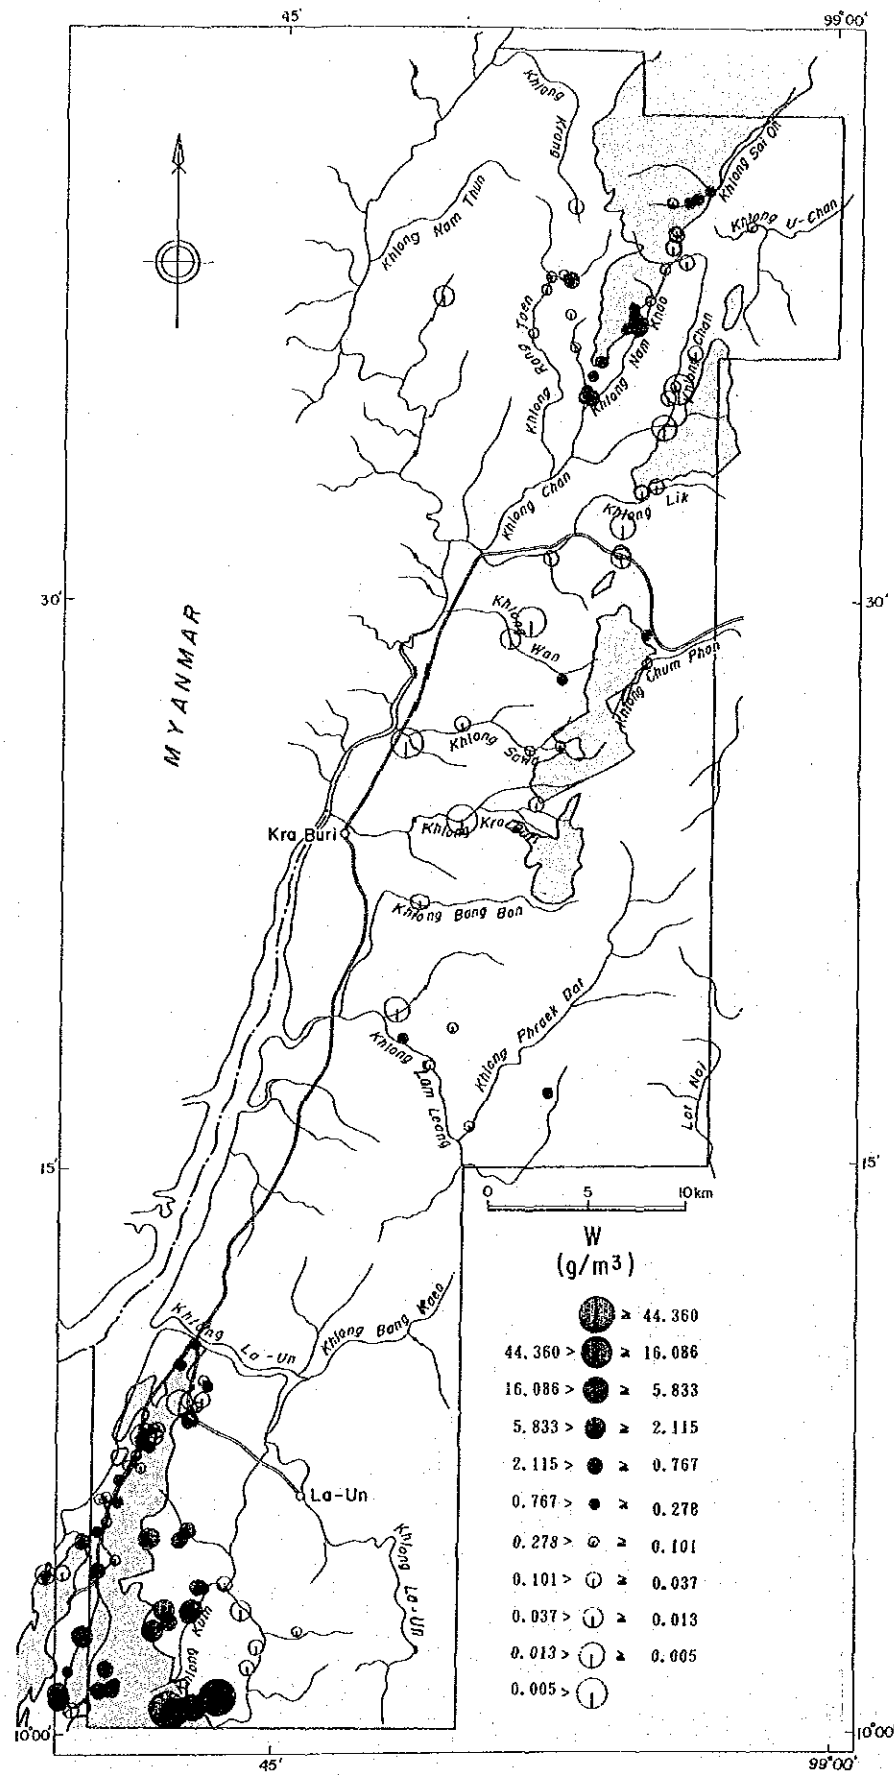 45'
99°00'
Khlong
Krang
Khlong Sai On
Khlong Nam Thun
Khlong U-Chan
Khlong Rang Taen
Khlong Nam Khao
Khlong Chan
Khlong Chan
Khlong Lik
30'
30'
MYANMAR
Khlong Wan
Khlong Chum Phon
Khlong Sawa
Kra Buri
Khlong Kra Buri
Khlong Bang Bon
Khlong Phraek Dat
Khlong Lam Leang
Lat Noi
15'
15'
0 5 10km
W
(g/m³)
≥ 44.360
44.360 > ≥ 16.086
16.086 > ≥ 5.833
5.833 > ≥ 2.115
2.115 > ≥ 0.767
0.767 > ≥ 0.278
0.278 > ≥ 0.101
0.101 > ≥ 0.037
0.037 > ≥ 0.013
0.013 > ≥ 0.005
0.005 >
Khlong La-Un
Khlong Bang Kaeo
La-Un
Khlong La-Un
Khlong Kum
10°00'
10°00'
45'
99°00'